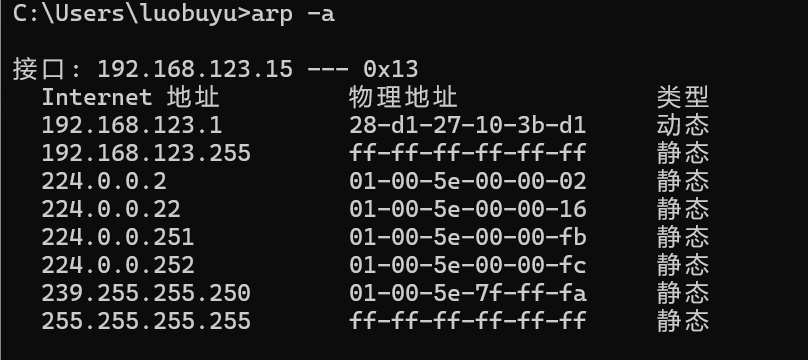 C:\Users\luobuyu>arp -a
接口: 192.168.123.15 --- 0x13
Internet 地址 物理地址 类型
192.168.123.1 28-d1-27-10-3b-d1 动态
192.168.123.255 ff-ff-ff-ff-ff-ff 静态
224.0.0.2 01-00-5e-00-00-02 静态
224.0.0.22 01-00-5e-00-00-16 静态
224.0.0.251 01-00-5e-00-00-fb 静态
224.0.0.252 01-00-5e-00-00-fc 静态
239.255.255.250 01-00-5e-7f-ff-fa 静态
255.255.255.255 ff-ff-ff-ff-ff-ff 静态